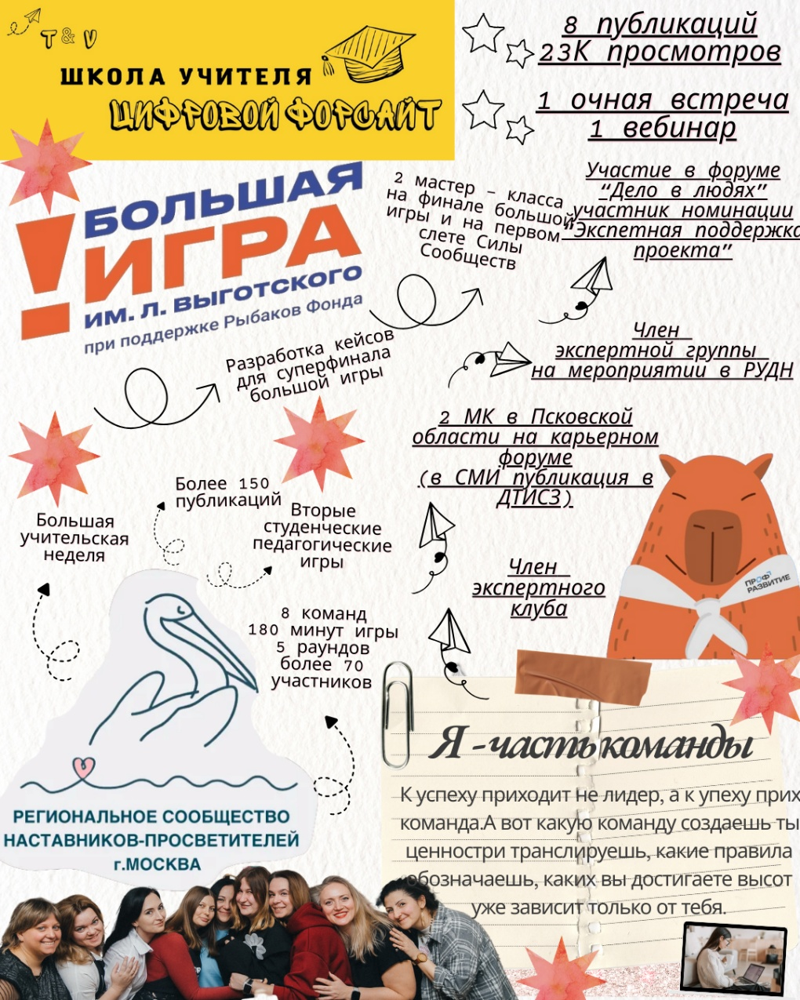 T & V
ШКОЛА УЧИТЕЛЯ
ЦИФРОВОЙ ФОРСАЙТ
8 публикаций
23К просмотров
1 очная встреча
1 вебинар
БОЛЬШАЯ
ИГРА
ИМ. Л. ВЫГОТСКОГО
при поддержке Рыбаков Фонда
2 мастер – класса
на финале большой
игры и на первом
слете Силы
Сообществ
Участие в форуме
“Дело в людях”
участник номинации
“Экспетная поддержка
проекта”
Разработка кейсов
для суперфинала
большой игры
Член
экспертной группы
на мероприятии в РУДН
2 МК в Псковской
области на карьерном
форуме
(в СМИ публикация в
ДТИСЗ)
Более 150
публикаций
Большая
учительская
неделя
Вторые
студенческие
педагогические
игры
Член
экспертного
клуба
ПРОФ
РАЗВИТИЕ
8 команд
180 минут игры
5 раундов
более 70
участников
РЕГИОНАЛЬНОЕ СООБЩЕСТВО
НАСТАВНИКОВ-ПРОСВЕТИТЕЛЕЙ
г.МОСКВА
Я - часть команды
К успеху приходит не лидер, а к упеху прих
команда.А вот какую команду создаешь ты
ценностри транслируешь, какие правила
обозначаешь, каких вы достигаете высот
уже зависит только от тебя.